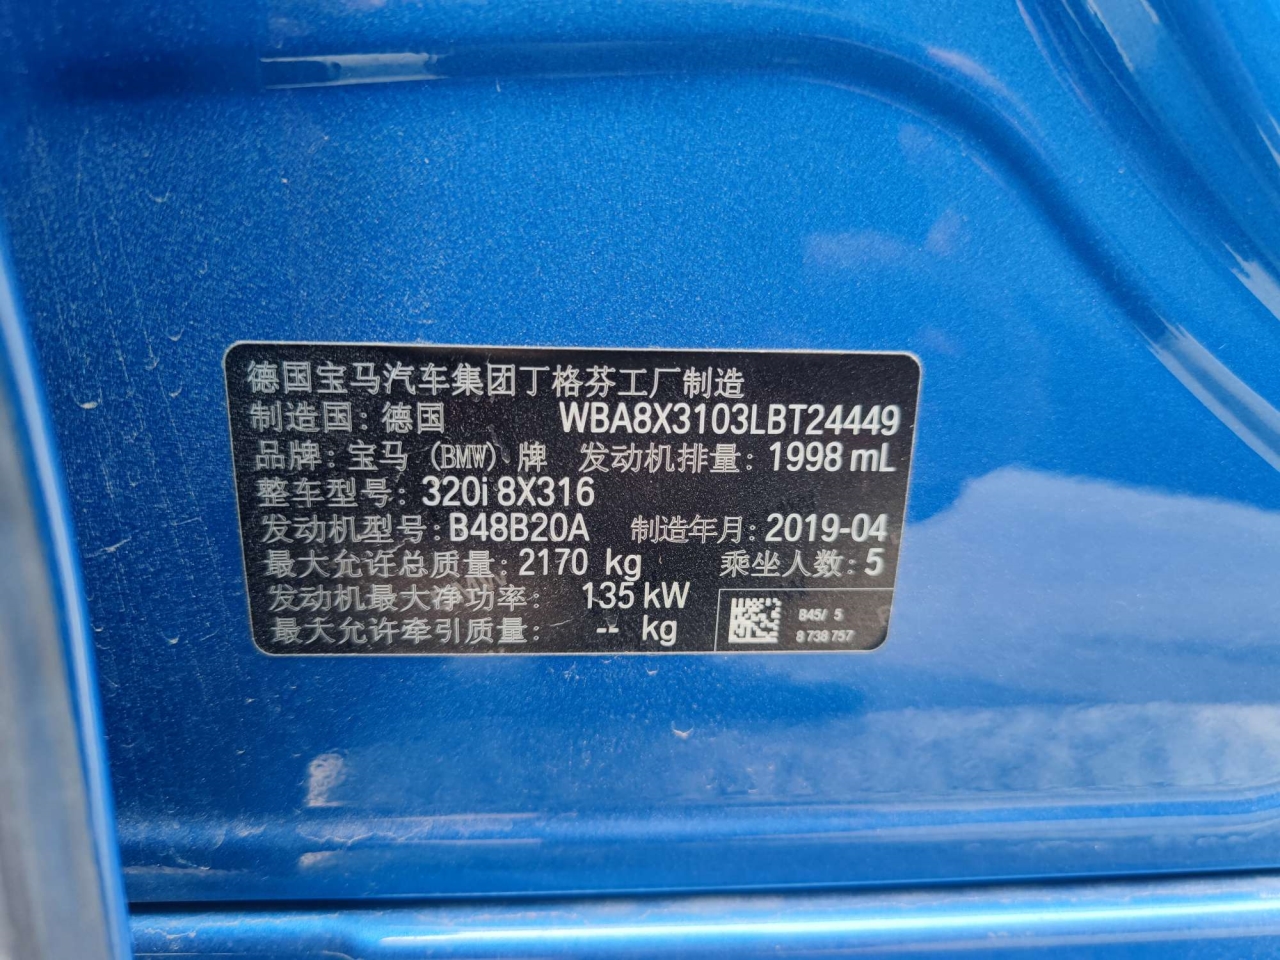 德国宝马汽车集团丁格芬工厂制造
制造国：德国 WBA8X3103LBT24449
品牌：宝马（BMW）牌 发动机排量：1998 mL
整车型号：320i 8X316
发动机型号：B48B20A 制造年月：2019-04
最大允许总质量：2170 kg 乘坐人数：5
发动机最大净功率： 135 kW
最大允许牵引质量： -- kg
B45/ 5
8 738 757